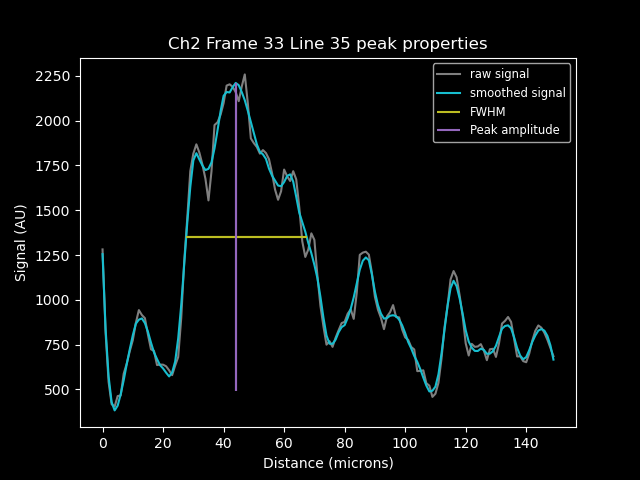 Ch2 Frame 33 Line 35 peak properties
raw signal
smoothed signal
FWHM
Peak amplitude
Signal (AU)
2250
2000
1750
1500
1250
1000
750
500
0 20 40 60 80 100 120 140
Distance (microns)